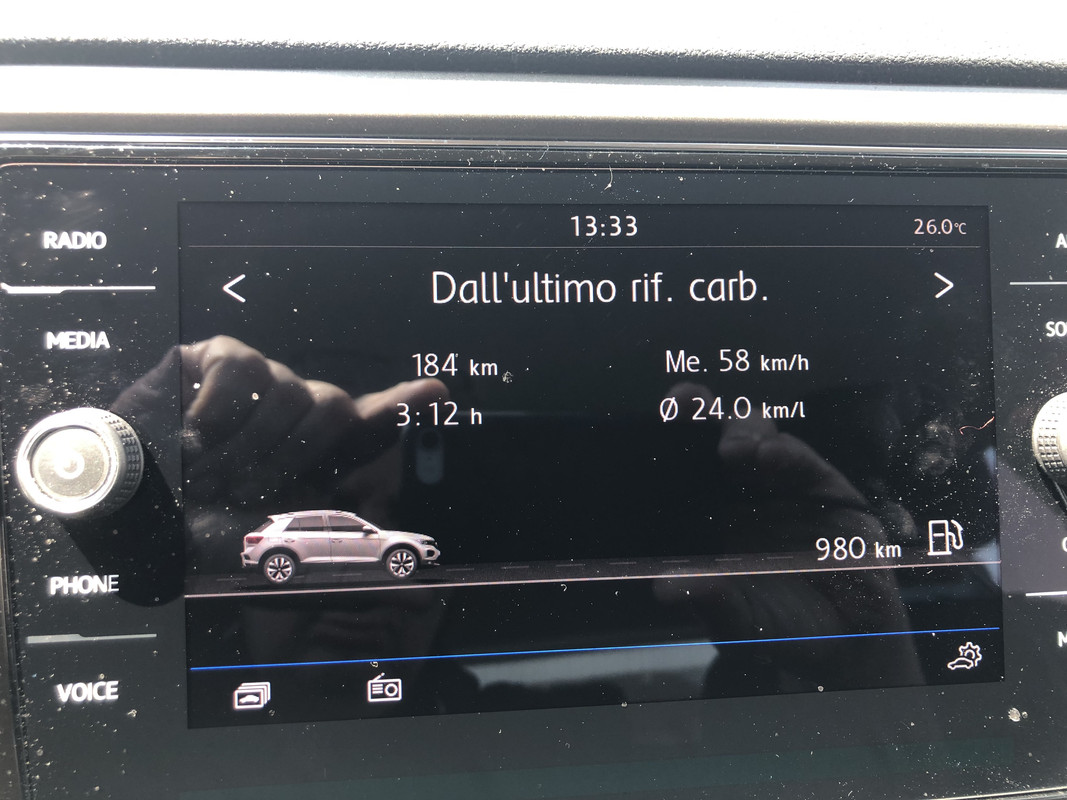 13:33
26.0°C
RADIO
< Dall'ultimo rif. carb. >
MEDIA
184 km
Me. 58 km/h
3:12 h
Ø 24.0 km/l
980 km
PHONE
VOICE